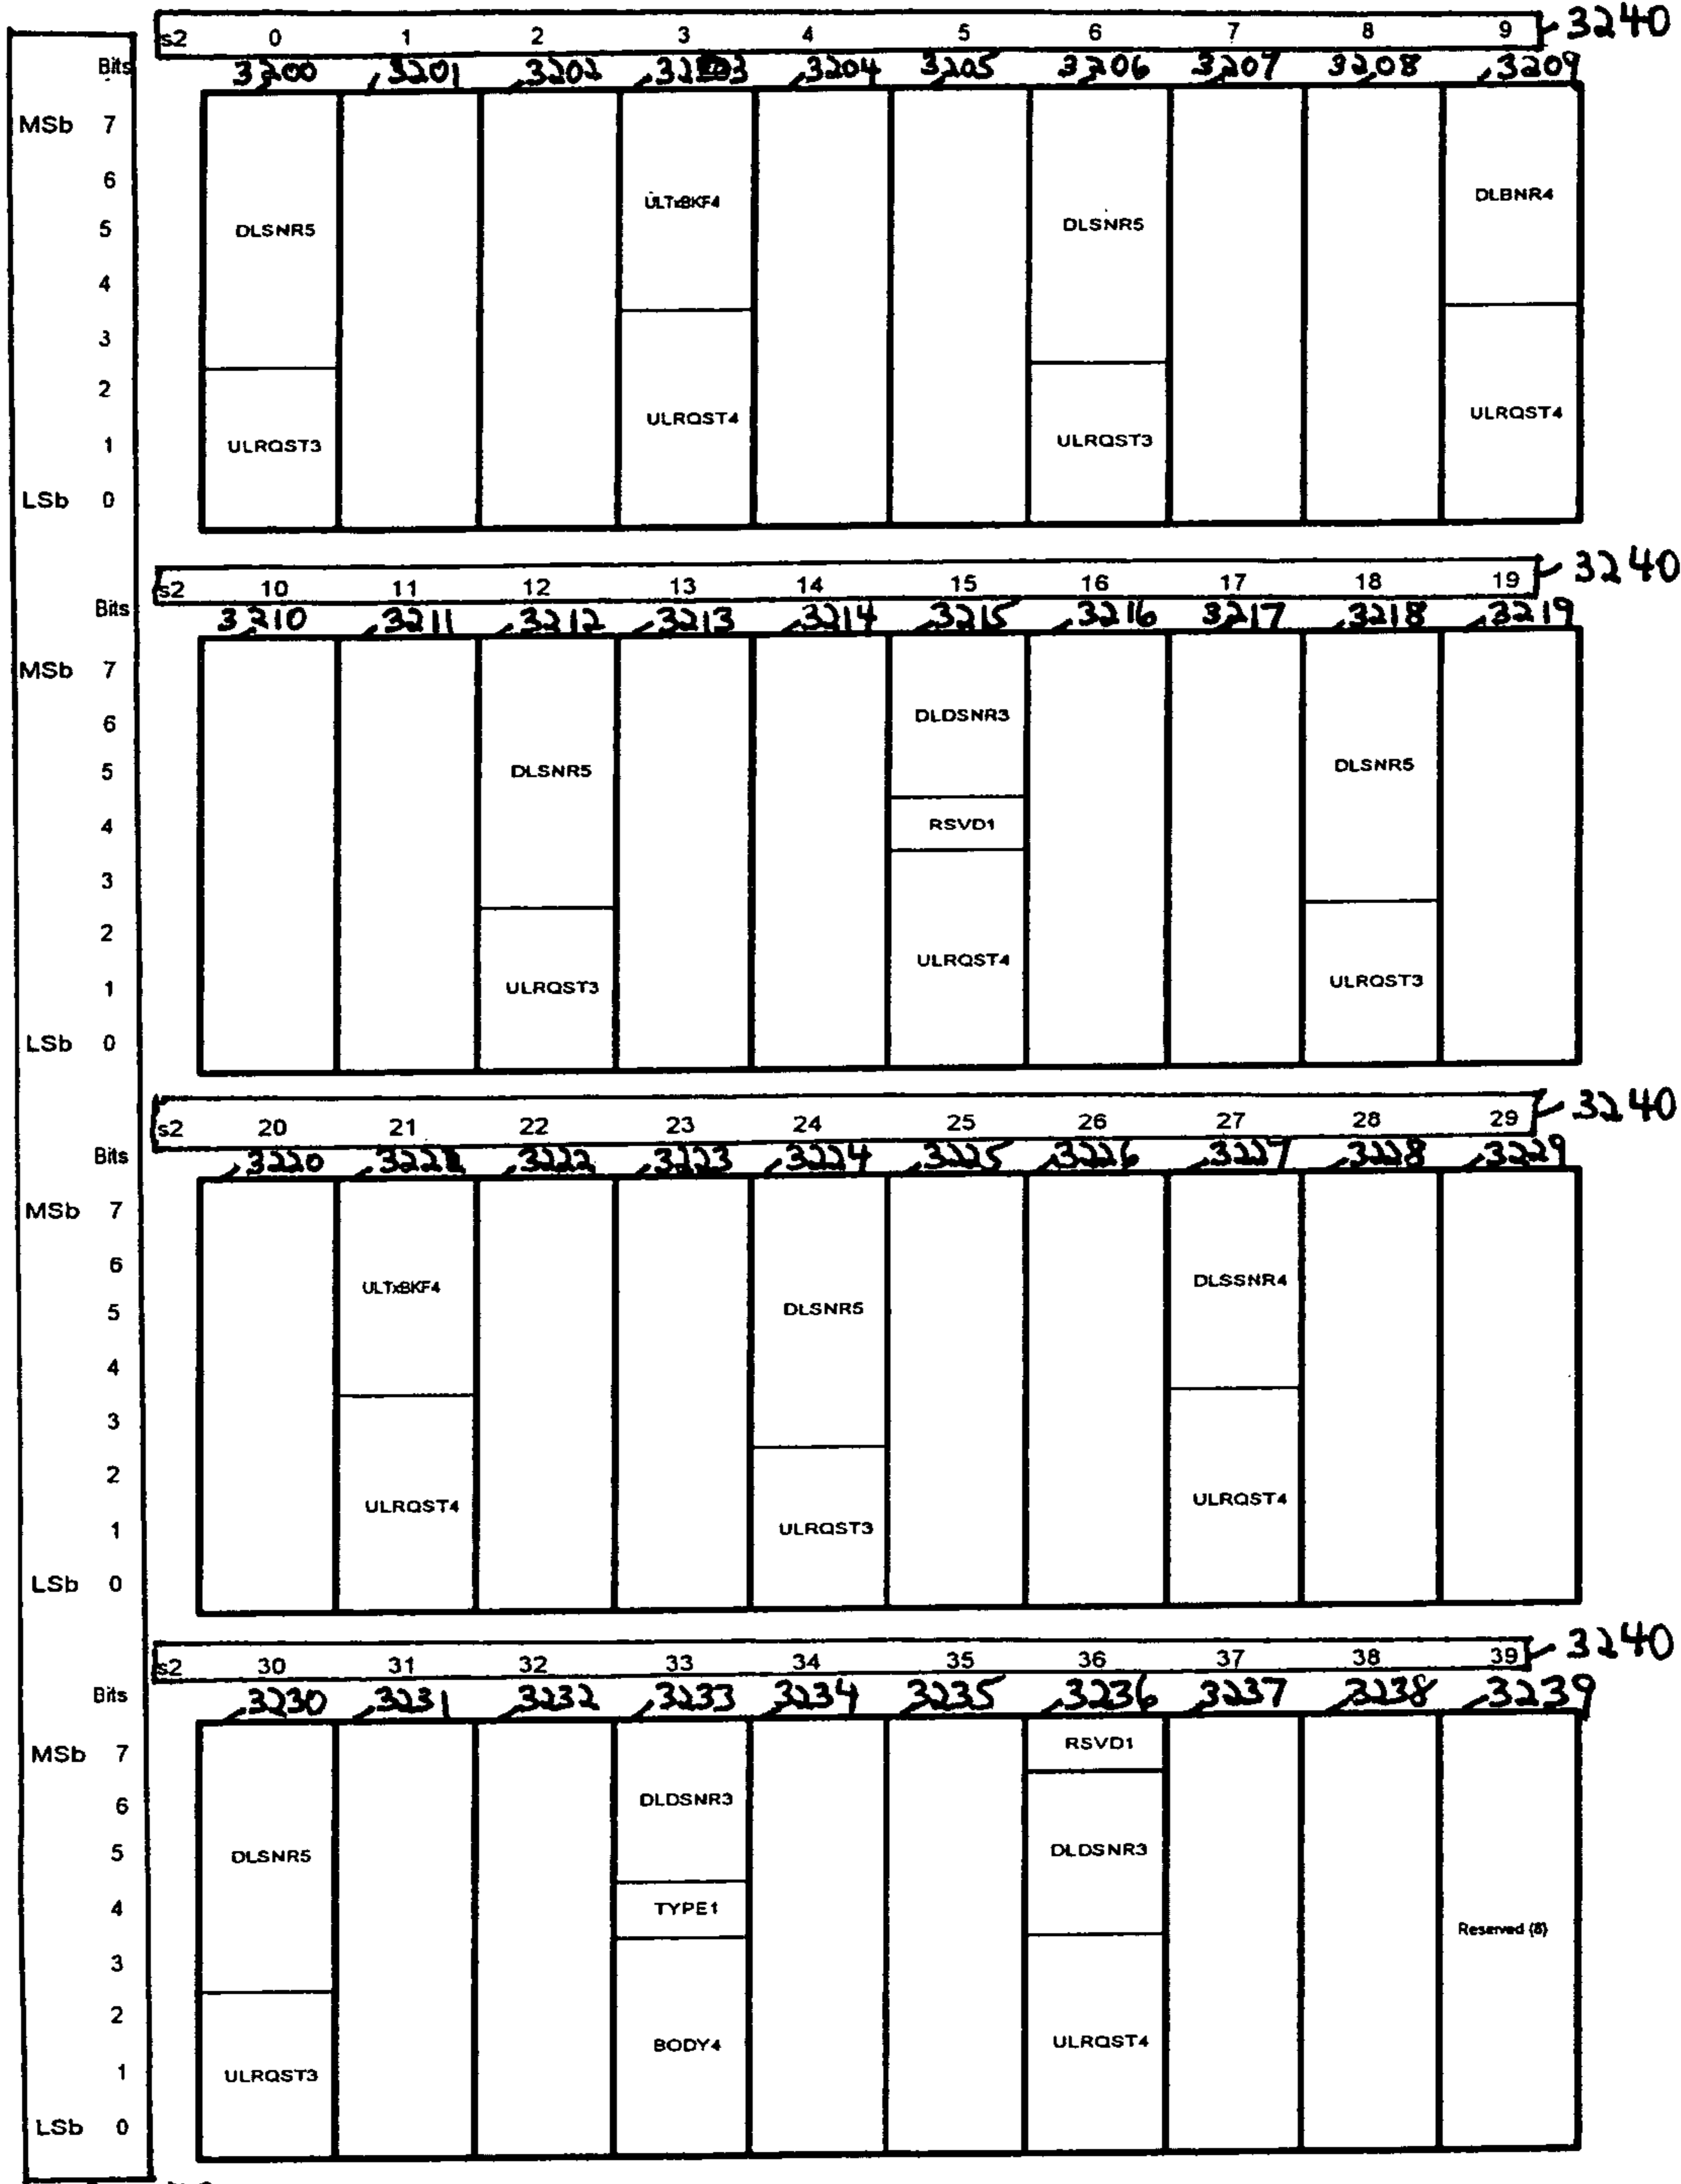 s2 0 1 2 3 4 5 6 7 8 9 3240
Bits 3200 3201 3202 3203 3204 3205 3206 3207 3208 3209
MSb 7
6 ULTxBKF4 DLBNR4
5 DLSNR5 DLSNR5
4
3
2 ULRQST4 ULRQST4
1 ULRQST3 ULRQST3
LSb 0
s2 10 11 12 13 14 15 16 17 18 19 3240
Bits 3210 3211 3212 3213 3214 3215 3216 3217 3218 3219
MSb 7
6 DLDSNR3
5 DLSNR5 DLSNR5
4 RSVD1
3
2 ULRQST4
1 ULRQST3 ULRQST3
LSb 0
s2 20 21 22 23 24 25 26 27 28 29 3240
Bits 3220 3221 3222 3223 3224 3225 3226 3227 3228 3229
MSb 7
6 ULTxBKF4 DLSSNR4
5 DLSNR5
4
3
2 ULRQST4 ULRQST4
1 ULRQST3
LSb 0
s2 30 31 32 33 34 35 36 37 38 39 3240
Bits 3230 3231 3232 3233 3234 3235 3236 3237 3238 3239
MSb 7 RSVD1
6 DLDSNR3
5 DLSNR5 DLDSNR3
4 TYPE1 Reserved (8)
3
2 BODY4 ULRQST4
1 ULRQST3
LSb 0